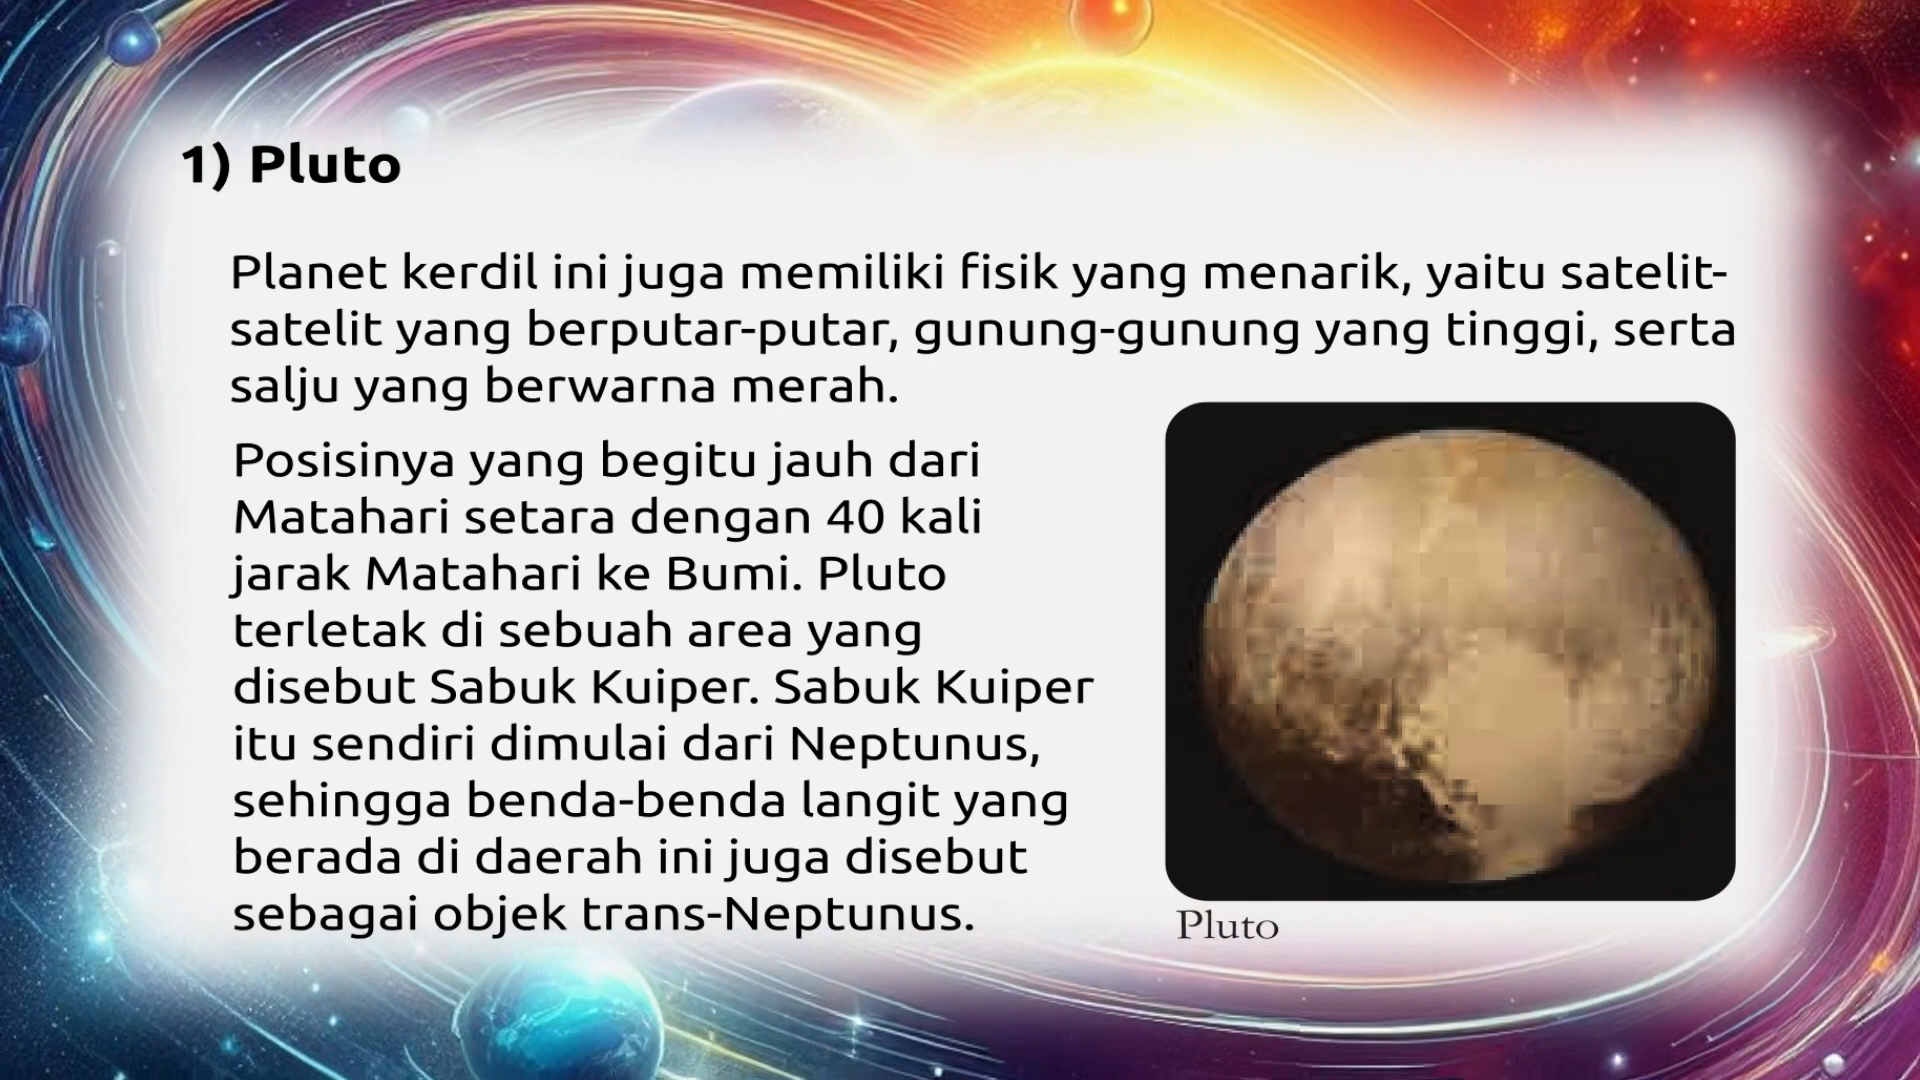 1) Pluto
Planet kerdil ini juga memiliki fisik yang menarik, yaitu satelit-
satelit yang berputar-putar, gunung-gunung yang tinggi, serta
salju yang berwarna merah.
Posisinya yang begitu jauh dari
Matahari setara dengan 40 kali
jarak Matahari ke Bumi. Pluto
terletak di sebuah area yang
disebut Sabuk Kuiper. Sabuk Kuiper
itu sendiri dimulai dari Neptunus,
sehingga benda-benda langit yang
berada di daerah ini juga disebut
sebagai objek trans-Neptunus.
Pluto